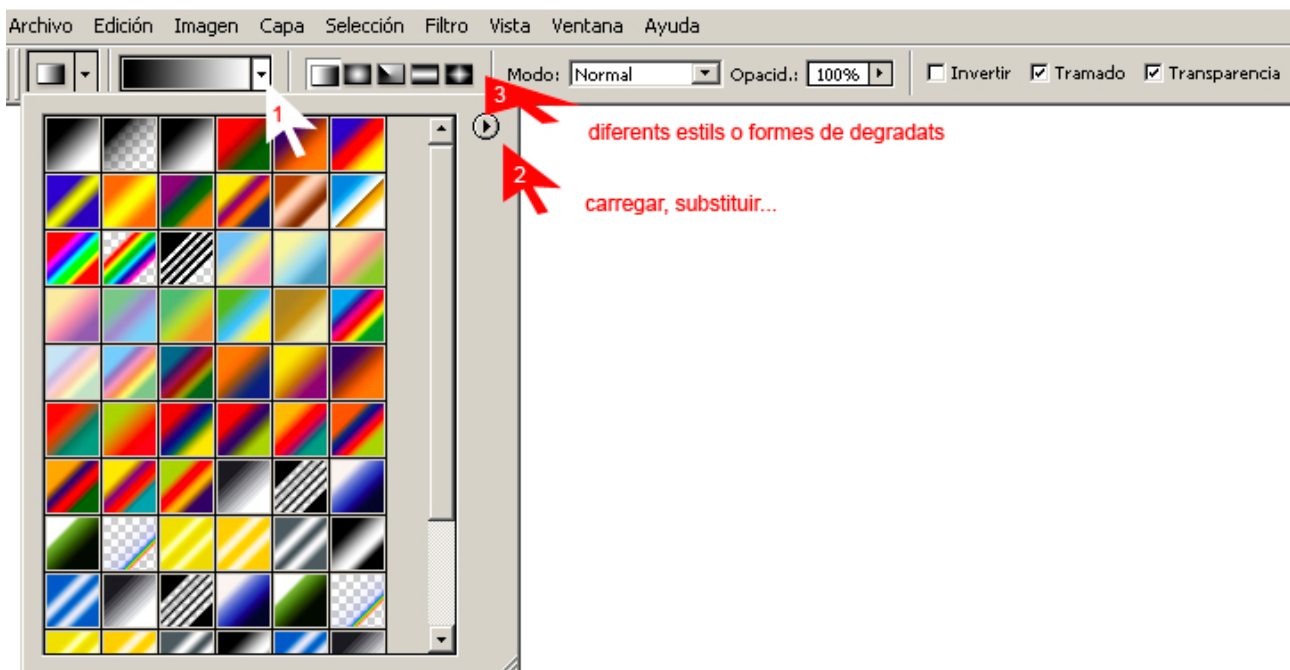 Archivo Edición Imagen Capa Selección Filtro Vista Ventana Ayuda
Modo: Normal Opacid.: 100% Invertir Tramado Transparencia
1
3
diferents estils o formes de degradats
2
carregar, substituir...